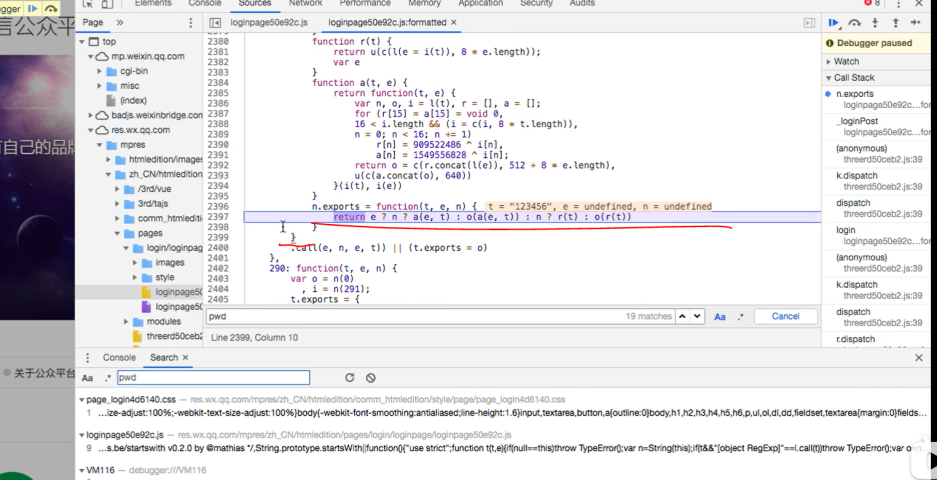 gger
Elements Console Sources Network Performance Memory Application Security Audits 8
信公众平
有自己的品牌
关于公众平台
Page »
top
mp.weixin.qq.com
cgi-bin
misc
(index)
badjs.weixinbridge.com
res.wx.qq.com
mpres
htmledition/images
zh_CN/htmledition
/3rd/vue
3rd/wxjs
comm_htmledition
pages
login/loginpage
images
style
loginpage50
loginpage50
modules
threerd50ceb2
loginpage50e92c.js loginpage50e92c.js:formatted ×
2380 function r(t) {
2381 return u(c(l(e = i(t)), 8 * e.length));
2382 var e
2383 }
2384 function a(t, e) {
2385 return function(t, e) {
2386 var n, o, i = l(t), r = [], a = [];
2387 for (r[15] = a[15] = void 0,
2388 16 < i.length && (i = c(i, 8 * t.length)),
2389 n = 0; n < 16; n += 1)
2390 r[n] = 909522486 ^ i[n],
2391 a[n] = 1549556828 ^ i[n];
2392 return o = c(r.concat(l(e)), 512 + 8 * e.length),
2393 u(c(a.concat(o), 640))
2394 }(i(t), i(e))
2395 }
2396 n.exports = function(t, e, n) { t = "123456", e = undefined, n = undefined
2397 return e ? n ? a(e, t) : o(a(e, t)) : n ? r(t) : o(r(t))
2398 }
2399 }
2400 .call(e, n, e, t)) || (t.exports = o)
2401 },
2402 290: function(t, e, n) {
2403 var o = n(0)
2404 , i = n(291);
2405 t.exports = {
pwd 19 matches Aa .* Cancel
Line 2399, Column 10
Debugger paused
Watch
Call Stack
n.exports
loginpage50e92c.js:for
_loginPost
loginpage50e92c.js:for
(anonymous)
threerd50ceb2.js:39
dispatch
threerd50ceb2.js:39
login
loginpage50e92c.js:for
k.dispatch
threerd50ceb2.js:39
(anonymous)
threerd50ceb2.js:39
k.dispatch
threerd50ceb2.js:39
dispatch
threerd50ceb2.js:39
r.dispatch
Console Search ×
Aa .* pwd
page_login4d6140.css — res.wx.qq.com/mpres/zh_CN/htmledition/comm_htmledition/style/page/page_login4d6140.css
1 …ize-adjust:100%;-webkit-text-size-adjust:100%}body{-webkit-font-smoothing:antialiased;line-height:1.6}input,textarea,button,a{outline:0}body,h1,h2,h3,h4,h5,h6,p,ul,ol,dl,dd,fieldset,textarea{margin:0}fields…
loginpage50e92c.js — res.wx.qq.com/mpres/zh_CN/htmledition/pages/login/loginpage/loginpage50e92c.js
9 …s.be/startswith v0.2.0 by @mathias */,String.prototype.startsWith||function(){"use strict";function t(t,e){if(null==this)throw TypeError();var n=String(this);if(t&&"[object RegExp]"==l.call(t))throw TypeError();var o=n…
VM116 — debugger:///VM116